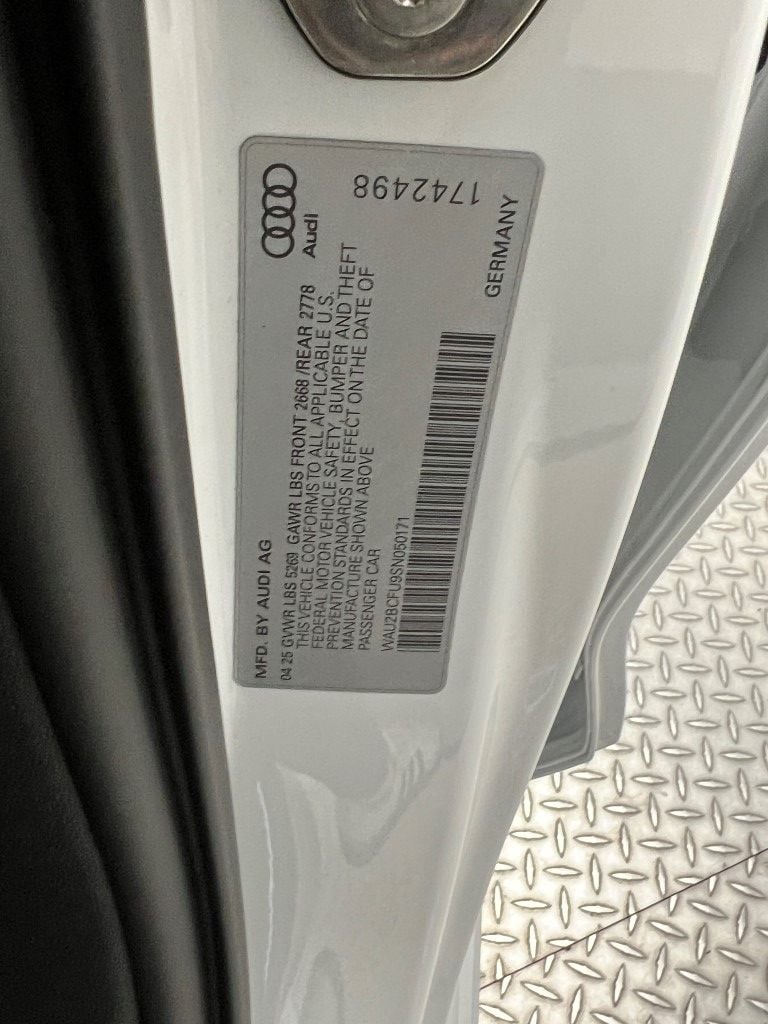 MFD. BY AUDI AG
04 25 GVWR LBS 5269 GAWR LBS FRONT 2668 /REAR 2778
THIS VEHICLE CONFORMS TO ALL APPLICABLE U.S.
FEDERAL MOTOR VEHICLE SAFETY, BUMPER AND THEFT
PREVENTION STANDARDS IN EFFECT ON THE DATE OF
MANUFACTURE SHOWN ABOVE
PASSENGER CAR
WAU2BCFU9SN050171
Audi
1742498
GERMANY